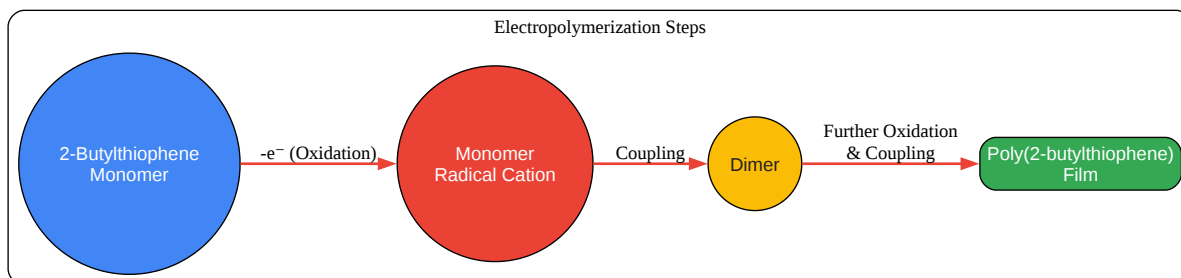 Electropolymerization Steps
2-Butylthiophene
Monomer
-e⁻ (Oxidation)
Monomer
Radical Cation
Coupling
Dimer
Further Oxidation
& Coupling
Poly(2-butylthiophene)
Film